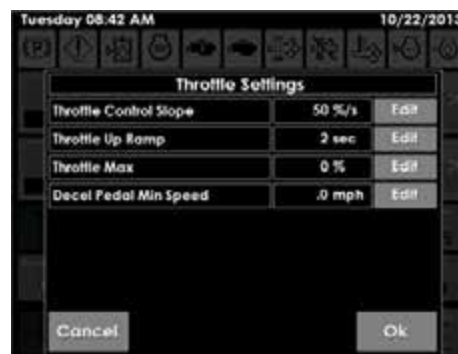 Tuesday 08:42 AM 10/22/2013
(P)
Throttle Settings
Throttle Control Slope 50 %/s Edit
Throttle Up Ramp 2 sec Edit
Throttle Max 0 % Edit
Decel Pedal Min Speed .0 mph Edit
Cancel Ok